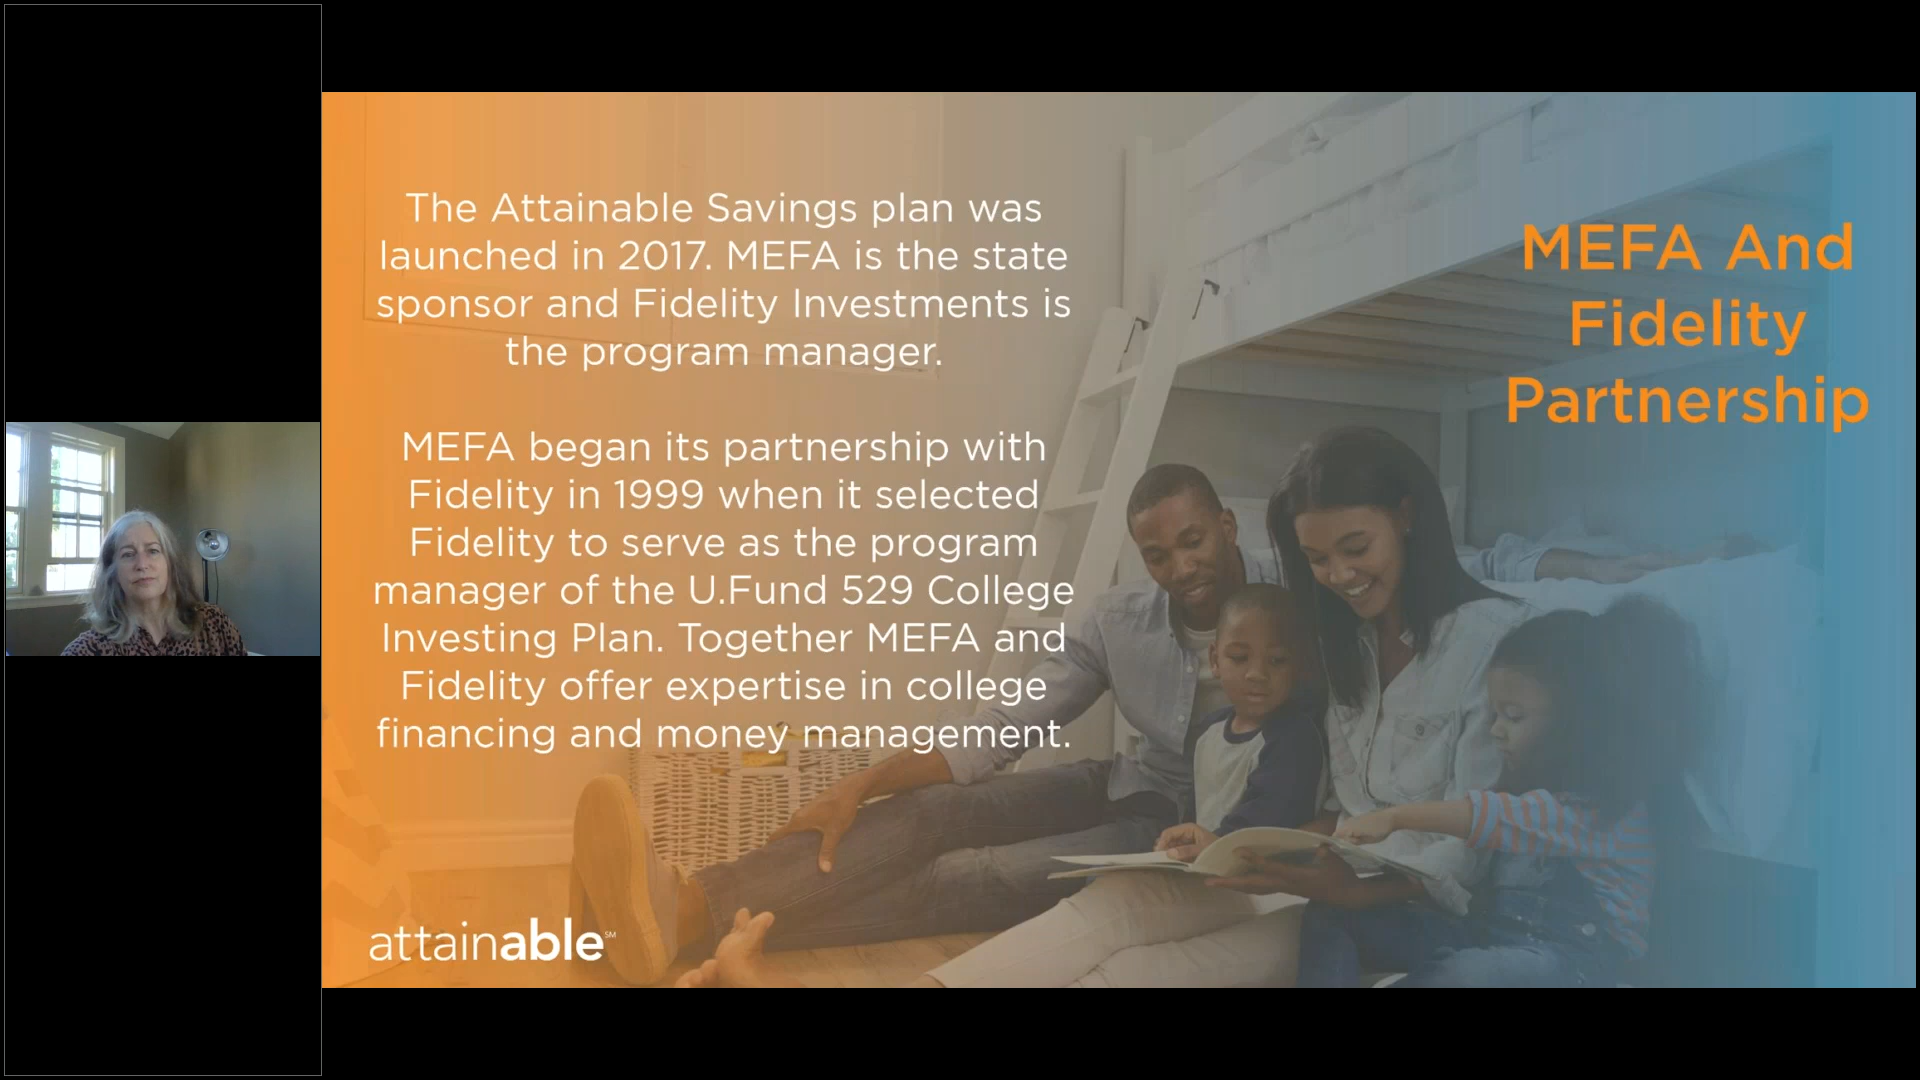 The Attainable Savings plan was
launched in 2017. MEFA is the state
sponsor and Fidelity Investments is
the program manager.
MEFA began its partnership with
Fidelity in 1999 when it selected
Fidelity to serve as the program
manager of the U.Fund 529 College
Investing Plan. Together MEFA and
Fidelity offer expertise in college
financing and money management.
MEFA And
Fidelity
Partnership
attainable℠